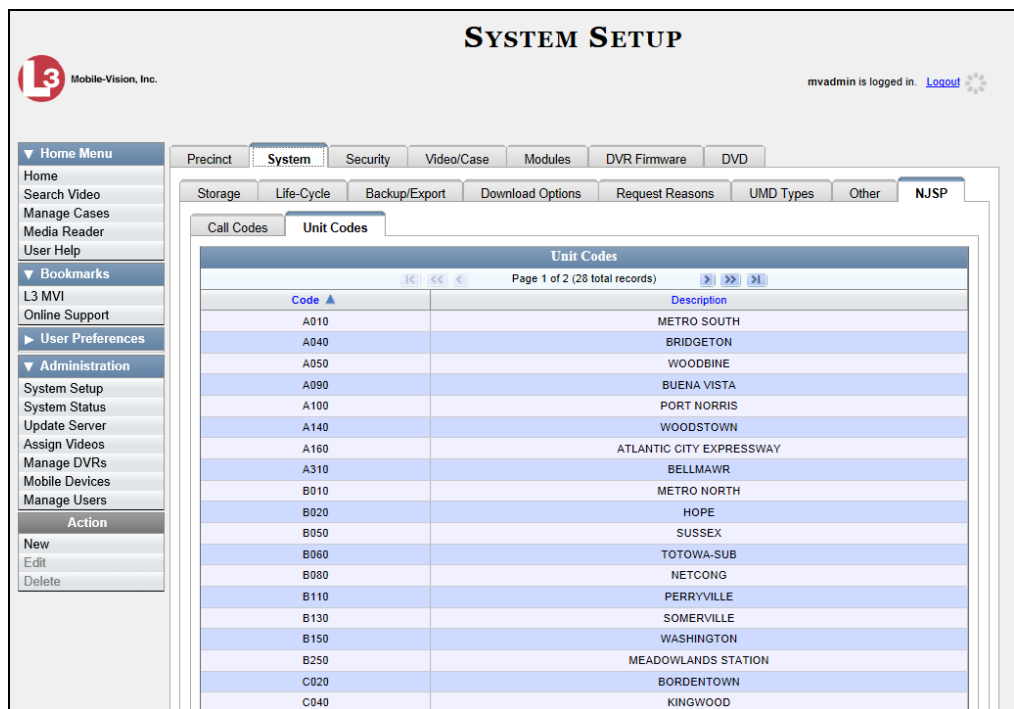 SYSTEM SETUP
L3 Mobile-Vision, Inc.
mvadmin is logged in. Logout
Home Menu
Home
Search Video
Manage Cases
Media Reader
User Help
Bookmarks
L3 MVI
Online Support
User Preferences
Administration
System Setup
System Status
Update Server
Assign Videos
Manage DVRs
Mobile Devices
Manage Users
Action
New
Edit
Delete
Precinct System Security Video/Case Modules DVR Firmware DVD
Storage Life-Cycle Backup/Export Download Options Request Reasons UMD Types Other NJSP
Call Codes Unit Codes
Unit Codes
Page 1 of 2 (28 total records)
Code Description
A010 METRO SOUTH
A040 BRIDGETON
A050 WOODBINE
A090 BUENA VISTA
A100 PORT NORRIS
A140 WOODSTOWN
A160 ATLANTIC CITY EXPRESSWAY
A310 BELLMAWR
B010 METRO NORTH
B020 HOPE
B050 SUSSEX
B060 TOTOWA-SUB
B080 NETCONG
B110 PERRYVILLE
B130 SOMERVILLE
B150 WASHINGTON
B250 MEADOWLANDS STATION
C020 BORDENTOWN
C040 KINGWOOD